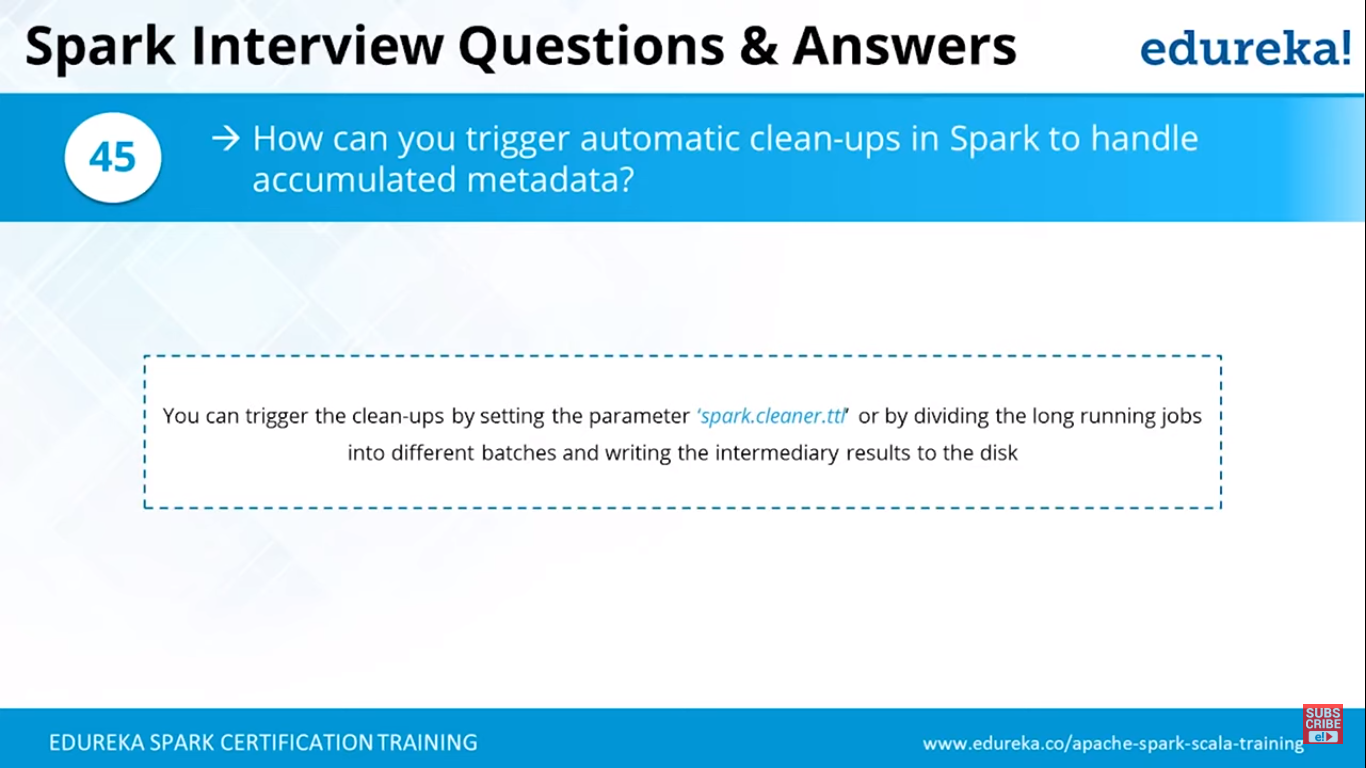 Spark Interview Questions & Answers
edureka!
45
→ How can you trigger automatic clean-ups in Spark to handle
accumulated metadata?
You can trigger the clean-ups by setting the parameter ‘spark.cleaner.ttl’ or by dividing the long running jobs
into different batches and writing the intermediary results to the disk
SUBS
CRIBE
e!
EDUREKA SPARK CERTIFICATION TRAINING
www.edureka.co/apache-spark-scala-training